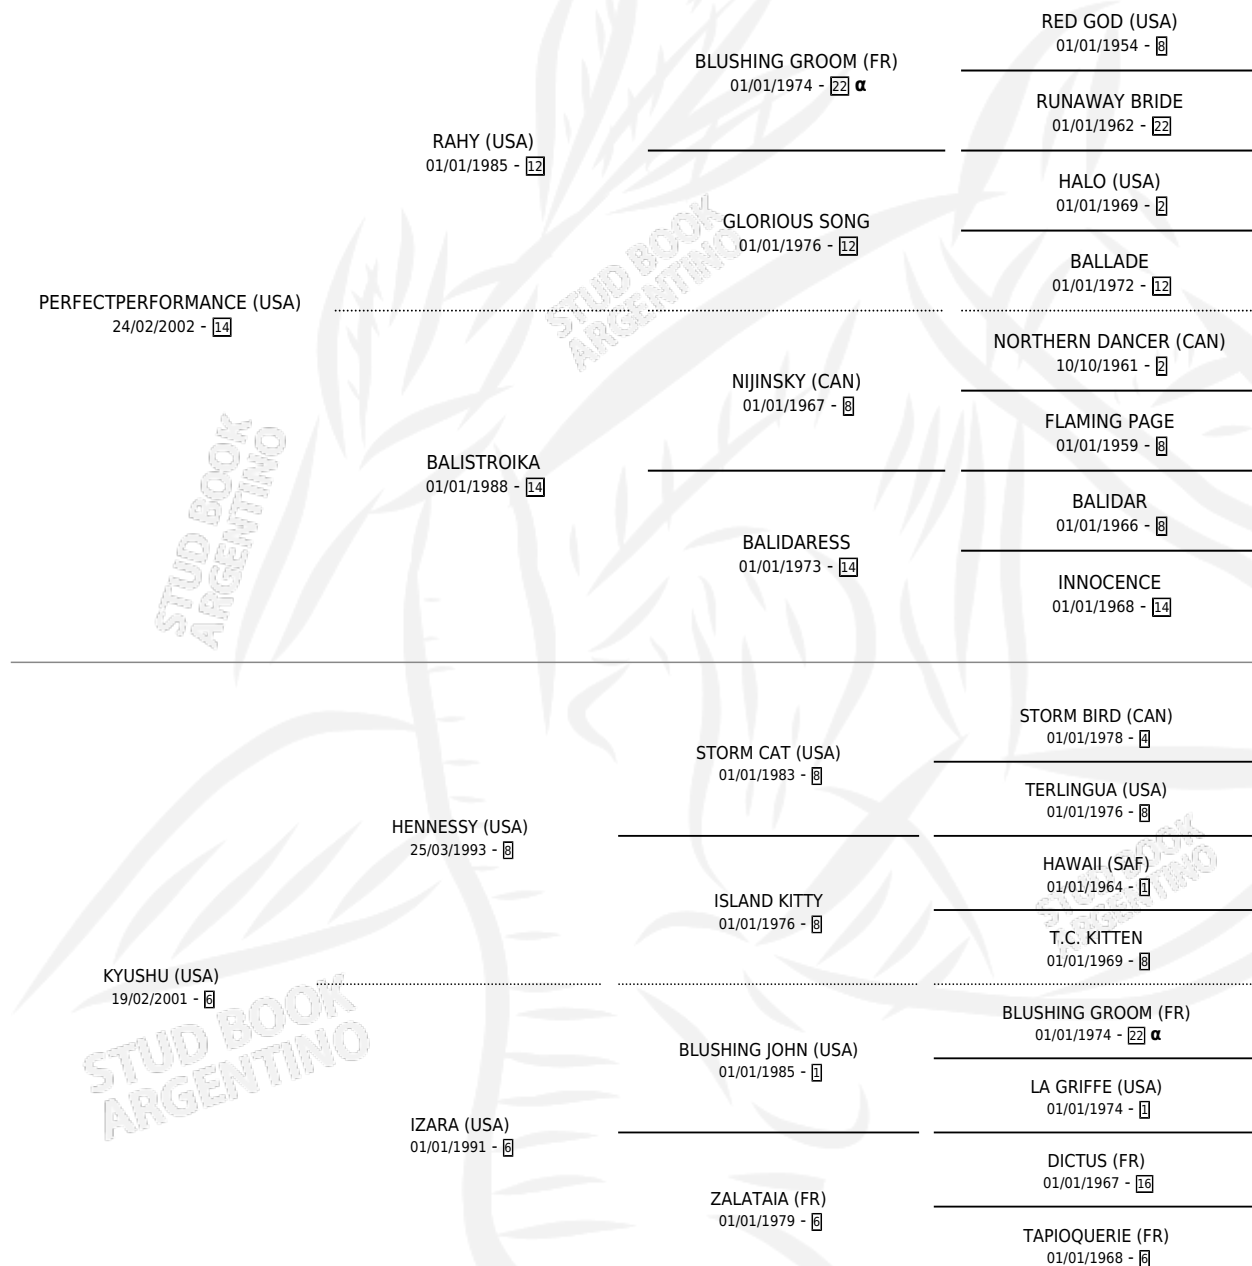 RED GOD (USA)
01/01/1954 - 8
BLUSHING GROOM (FR)
01/01/1974 - 22 α
RUNAWAY BRIDE
01/01/1962 - 22
RAHY (USA)
01/01/1985 - 12
HALO (USA)
01/01/1969 - 2
GLORIOUS SONG
01/01/1976 - 12
BALLADE
01/01/1972 - 12
PERFECTPERFORMANCE (USA)
24/02/2002 - 14
NORTHERN DANCER (CAN)
10/10/1961 - 2
NIJINSKY (CAN)
01/01/1967 - 8
FLAMING PAGE
01/01/1959 - 8
BALISTROIKA
01/01/1988 - 14
BALIDAR
01/01/1966 - 8
BALIDARESS
01/01/1973 - 14
INNOCENCE
01/01/1968 - 14
STORM BIRD (CAN)
01/01/1978 - 4
STORM CAT (USA)
01/01/1983 - 8
TERLINGUA (USA)
01/01/1976 - 8
HENNESSY (USA)
25/03/1993 - 8
HAWAII (SAF)
01/01/1964 - 1
ISLAND KITTY
01/01/1976 - 8
T.C. KITTEN
01/01/1969 - 8
KYUSHU (USA)
19/02/2001 - 6
BLUSHING GROOM (FR)
01/01/1974 - 22 α
BLUSHING JOHN (USA)
01/01/1985 - 1
LA GRIFFE (USA)
01/01/1974 - 1
IZARA (USA)
01/01/1991 - 6
DICTUS (FR)
01/01/1967 - 16
ZALATAIA (FR)
01/01/1979 - 6
TAPIOQUERIE (FR)
01/01/1968 - 6
STUD BOOK
ARGENTINO
STUD BOOK
ARGENTINO
STUD BOOK
ARGENTINO
STUD BOOK
ARGENTINO